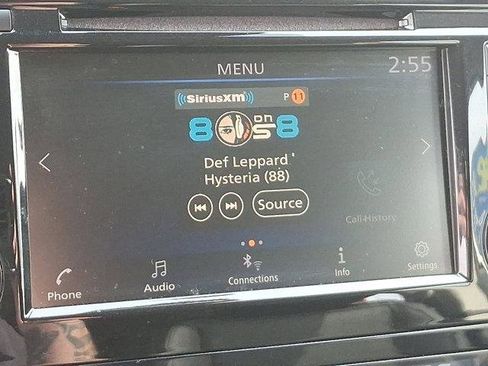 MENU
2:55
((SiriusXM))
P 11
80s on 8
Def Leppard '
Hysteria (88)
Source
Call History
Phone
Audio
Connections
i
Info
Settings